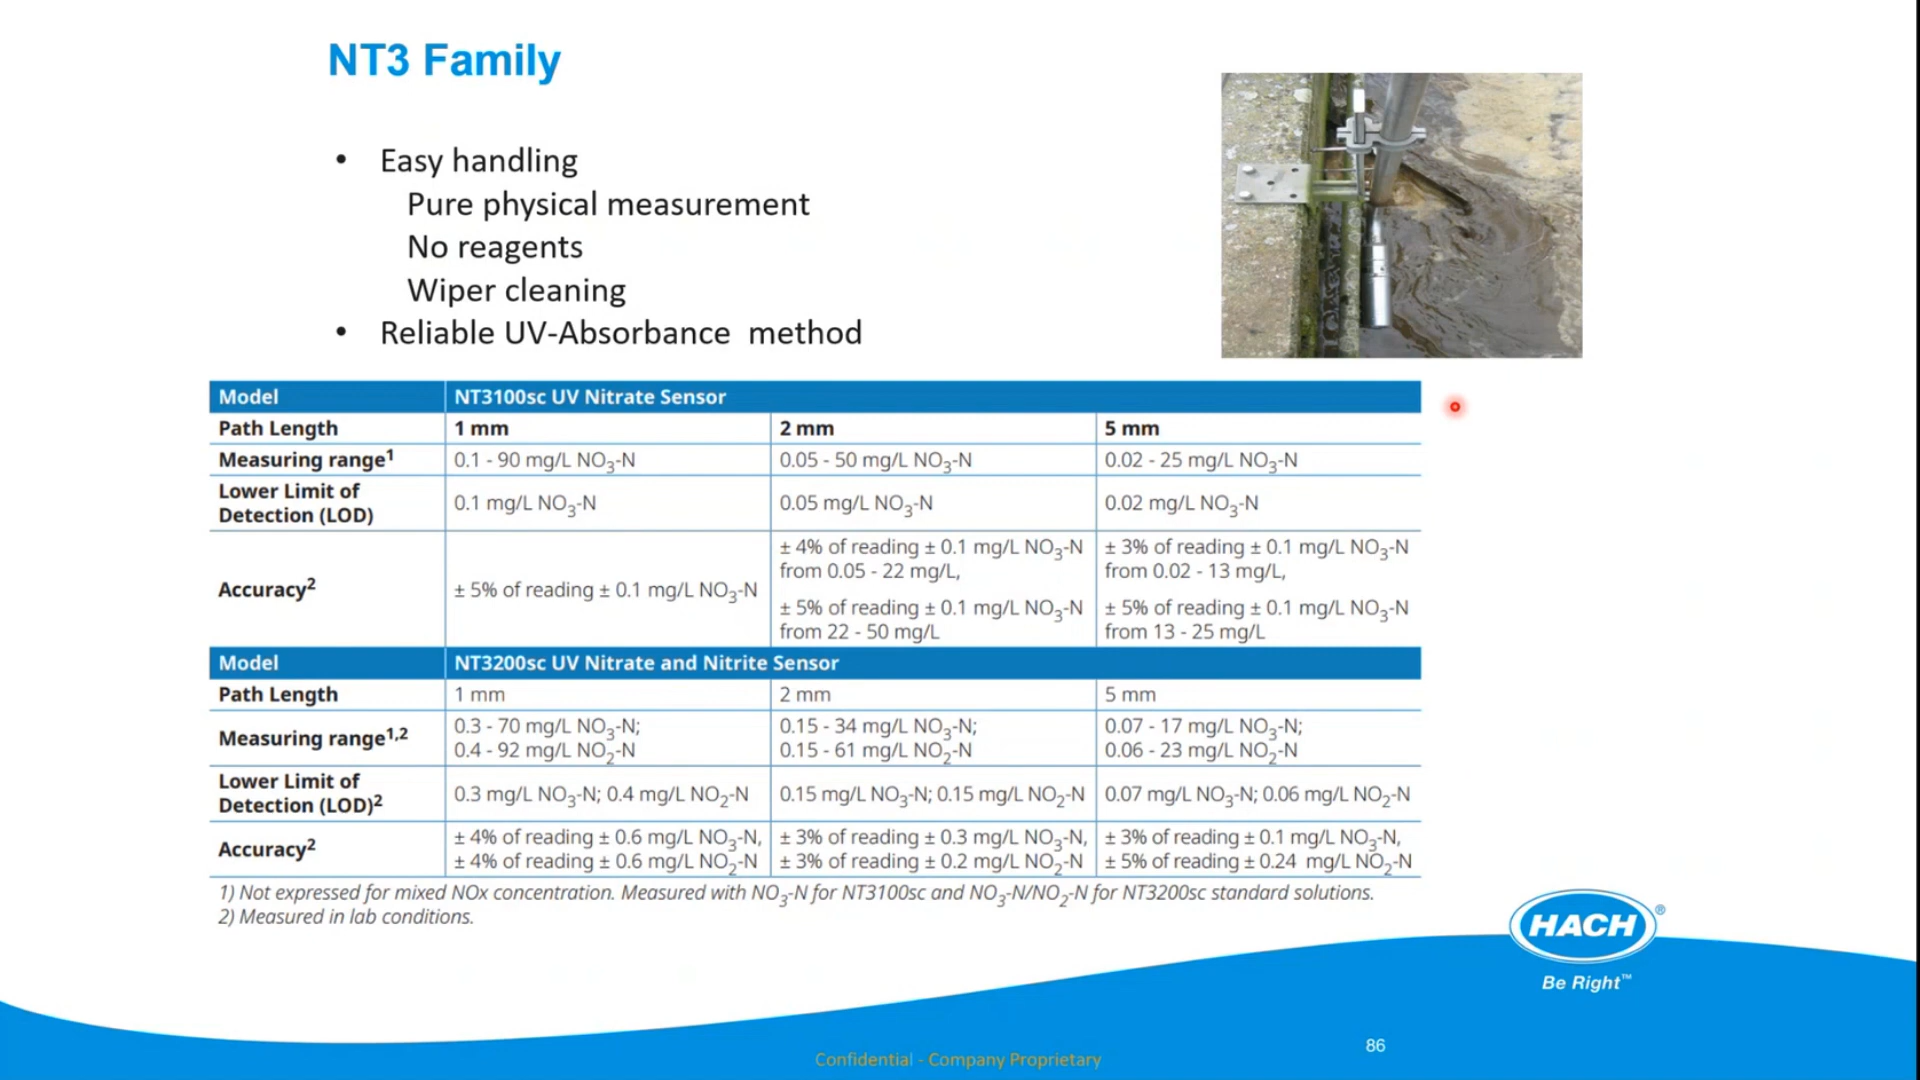 NT3 Family
• Easy handling
Pure physical measurement
No reagents
Wiper cleaning
• Reliable UV-Absorbance  method
Model NT3100sc UV Nitrate Sensor
Path Length 1 mm 2 mm 5 mm
Measuring range¹ 0.1 - 90 mg/L NO₃-N 0.05 - 50 mg/L NO₃-N 0.02 - 25 mg/L NO₃-N
Lower Limit of
Detection (LOD) 0.1 mg/L NO₃-N 0.05 mg/L NO₃-N 0.02 mg/L NO₃-N
Accuracy² ± 5% of reading ± 0.1 mg/L NO₃-N
± 4% of reading ± 0.1 mg/L NO₃-N
from 0.05 - 22 mg/L,
± 5% of reading ± 0.1 mg/L NO₃-N
from 22 - 50 mg/L
± 3% of reading ± 0.1 mg/L NO₃-N
from 0.02 - 13 mg/L,
± 5% of reading ± 0.1 mg/L NO₃-N
from 13 - 25 mg/L
Model NT3200sc UV Nitrate and Nitrite Sensor
Path Length 1 mm 2 mm 5 mm
Measuring range¹,² 0.3 - 70 mg/L NO₃-N;
0.4 - 92 mg/L NO₂-N
0.15 - 34 mg/L NO₃-N;
0.15 - 61 mg/L NO₂-N
0.07 - 17 mg/L NO₃-N;
0.06 - 23 mg/L NO₂-N
Lower Limit of
Detection (LOD)² 0.3 mg/L NO₃-N; 0.4 mg/L NO₂-N 0.15 mg/L NO₃-N; 0.15 mg/L NO₂-N 0.07 mg/L NO₃-N; 0.06 mg/L NO₂-N
Accuracy² ± 4% of reading ± 0.6 mg/L NO₃-N,
± 4% of reading ± 0.6 mg/L NO₂-N
± 3% of reading ± 0.3 mg/L NO₃-N,
± 3% of reading ± 0.2 mg/L NO₂-N
± 3% of reading ± 0.1 mg/L NO₃-N,
± 5% of reading ± 0.24  mg/L NO₂-N
1) Not expressed for mixed NOx concentration. Measured with NO₃-N for NT3100sc and NO₃-N/NO₂-N for NT3200sc standard solutions.
2) Measured in lab conditions.
HACH®
Be Right™
86
Confidential - Company Proprietary